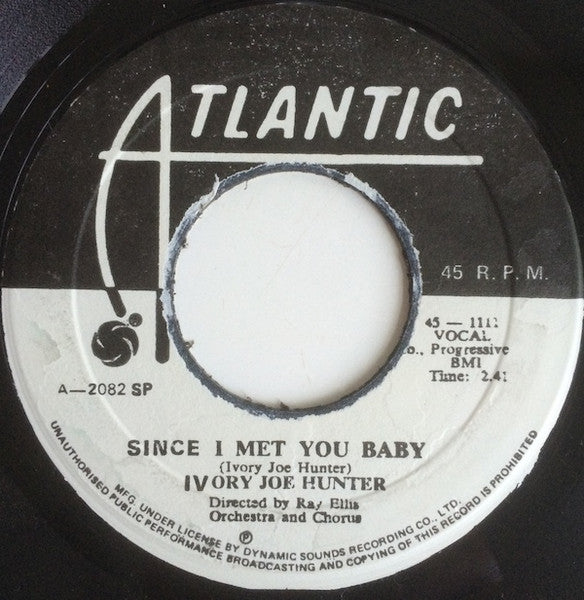 ATLANTIC
45 R. P. M.
45 — 1111
VOCAL
Progressive
BMI
Time: 2.41
A—2082 SP
SINCE I MET YOU BABY
(Ivory Joe Hunter)
IVORY JOE HUNTER
Directed by Ray Ellis
Orchestra and Chorus
℗
MFG. UNDER LICENSE BY DYNAMIC SOUNDS RECORDING CO., LTD.
UNAUTHORISED PUBLIC PERFORMANCE BROADCASTING AND COPYING OF THIS RECORD IS PROHIBITED